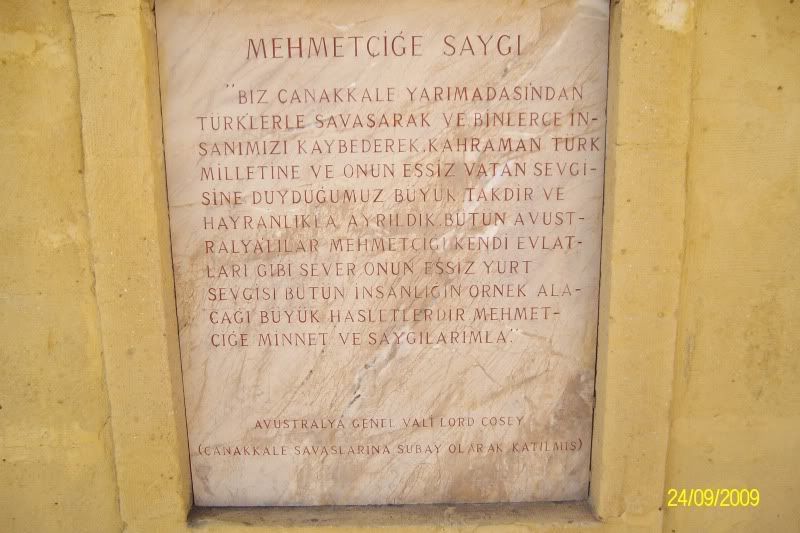 MEHMETÇİĞE SAYGI
"BİZ ÇANAKKALE YARIMADASINDAN
TÜRKLERLE SAVAŞARAK VE BİNLERCE İN-
SANIMIZI KAYBEDEREK, KAHRAMAN TÜRK
MİLLETİNE VE ONUN EŞSİZ VATAN SEVGİ-
SİNE DUYDUĞUMUZ BÜYÜK TAKDİR VE
HAYRANLIKLA AYRILDIK. BÜTÜN AVUST-
RALYALILAR MEHMETÇİĞİ KENDİ EVLAT-
LARI GİBİ SEVER ONUN EŞSİZ YURT
SEVGİSİ BÜTÜN İNSANLIĞIN ÖRNEK ALA-
CAĞI BÜYÜK HASLETLERDİR. MEHMET-
ÇİĞE MİNNET VE SAYGILARIMLA."
AVUSTRALYA GENEL VALİ LORD COSEY
(ÇANAKKALE SAVAŞLARINA SUBAY OLARAK KATILMIŞ)
24/09/2009